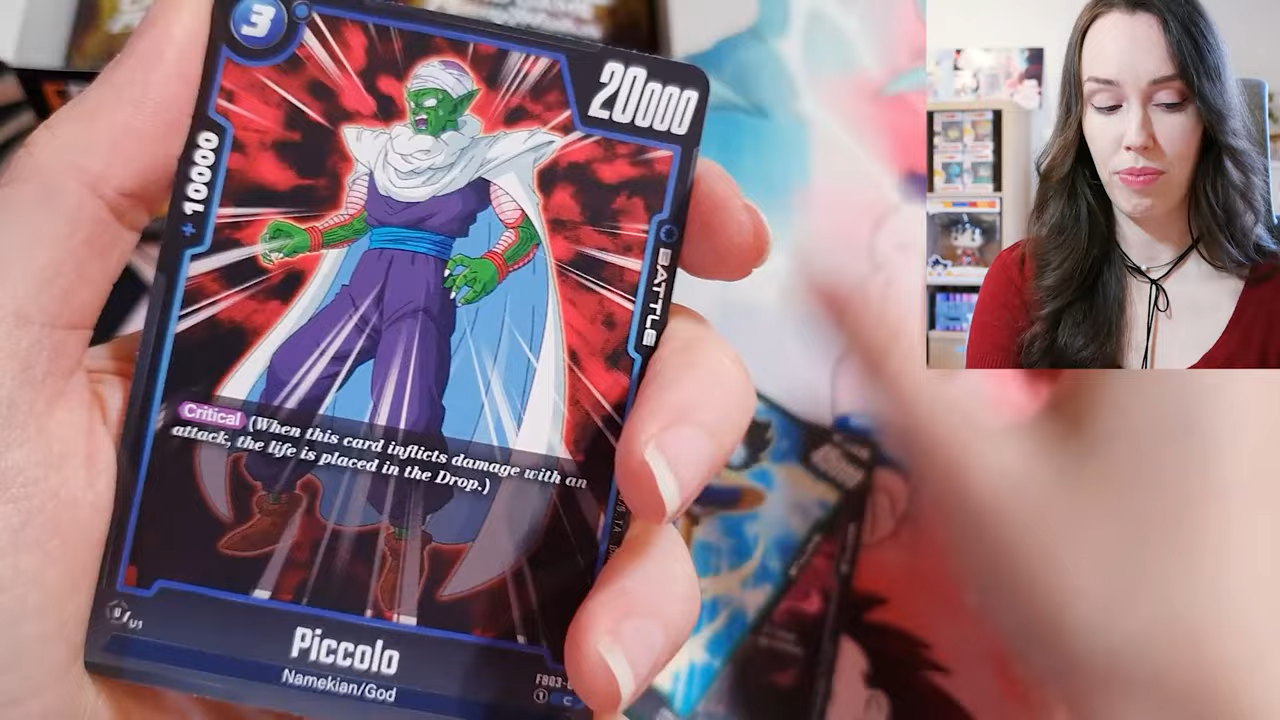 3
20000
+ 10000
BATTLE
Critical (When this card inflicts damage with an
attack, the life is placed in the Drop.)
Piccolo
Namekian/God
FB03-
C